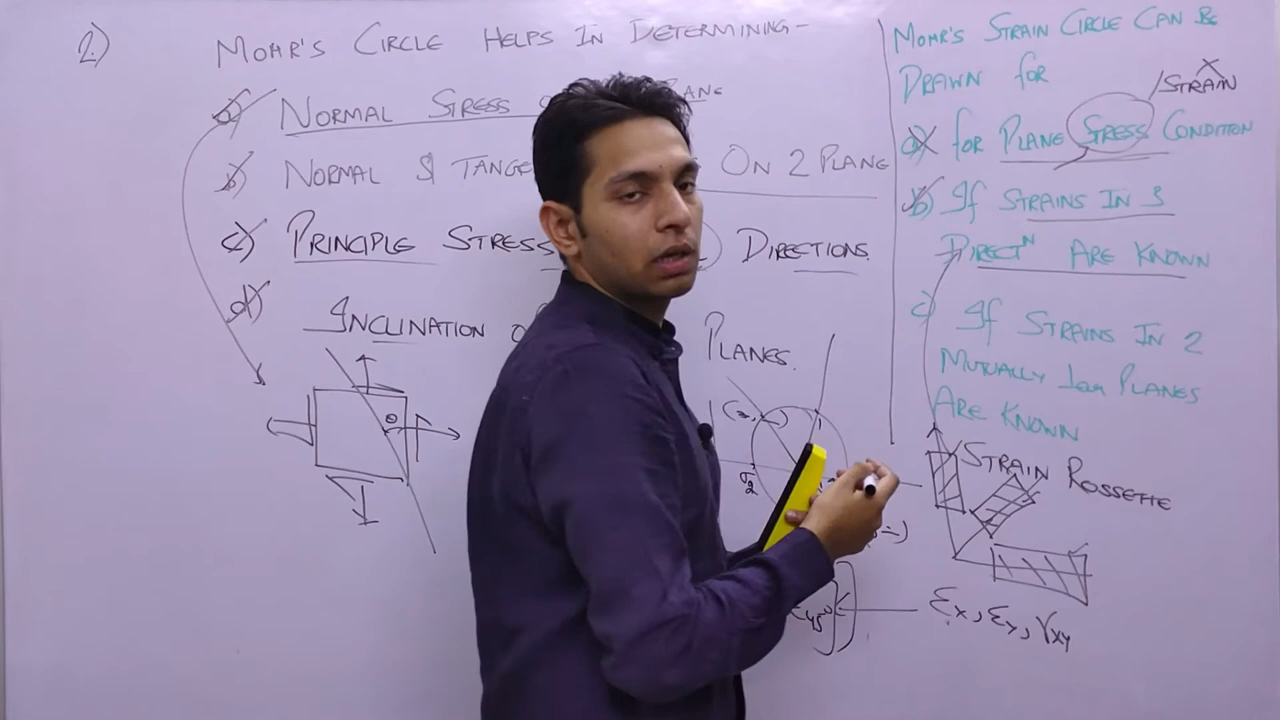 2.)
MOHR'S CIRCLE HELPS IN DETERMINING-
a) NORMAL STRESS PLANE
b) NORMAL & TANGE ON 2 PLANE
c) PRINCIPLE STRESS DIRECTIONS.
d) INCLINATION PLANES.
θ
σ2
MOHR'S STRAIN CIRCLE CAN BE
DRAWN FOR
STRAIN
a) FOR PLANE STRESS CONDITION
b) If STRAINS IN 3
DIRECTN ARE KNOWN
c) If STRAINS IN 2
MUTUALLY PLANES
ARE KNOWN
STRAIN ROSSETTE
εx, εy, γxy